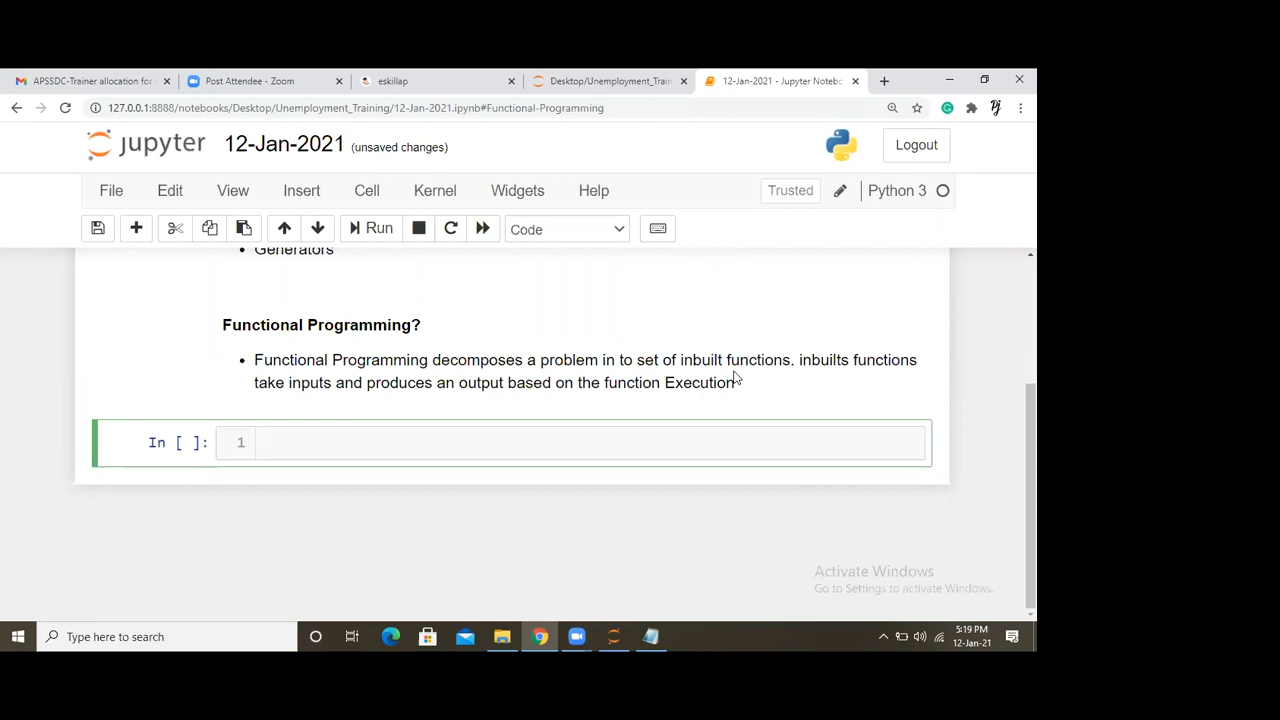 APSSDC-Trainer allocation for
Post Attendee - Zoom
eskillap
Desktop/Unemployment_Train
12-Jan-2021 - Jupyter Notebo
127.0.0.1:8888/notebooks/Desktop/Unemployment_Training/12-Jan-2021.ipynb#Functional-Programming
jupyter 12-Jan-2021 (unsaved changes)
Logout
File Edit View Insert Cell Kernel Widgets Help
Trusted
Python 3
Run
Code
• Generators
Functional Programming?
• Functional Programming decomposes a problem in to set of inbuilt functions. inbuilts functions
take inputs and produces an output based on the function Execution
In [ ]: 1
Activate Windows
Go to Settings to activate Windows.
Type here to search
5:19 PM
12-Jan-21